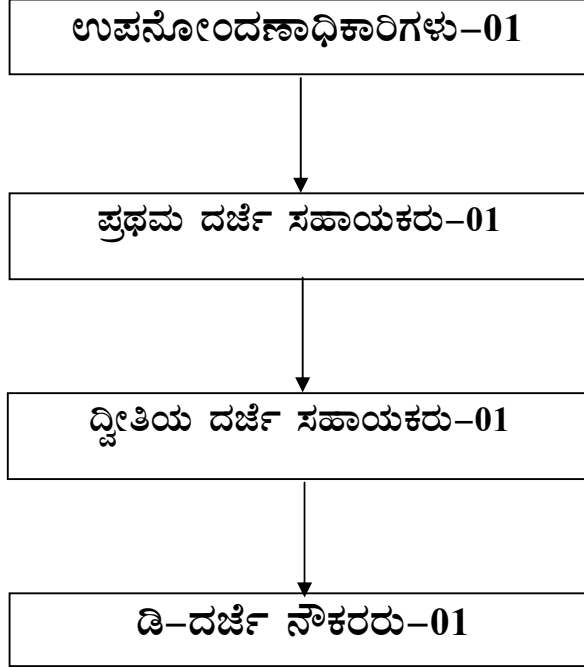 ಉಪನೋಂದಣಾಧಿಕಾರಿಗಳು–01
ಪ್ರಥಮ ದರ್ಜೆ ಸಹಾಯಕರು–01
ದ್ವೀತಿಯ ದರ್ಜೆ ಸಹಾಯಕರು–01
ಡಿ–ದರ್ಜೆ ನೌಕರರು–01